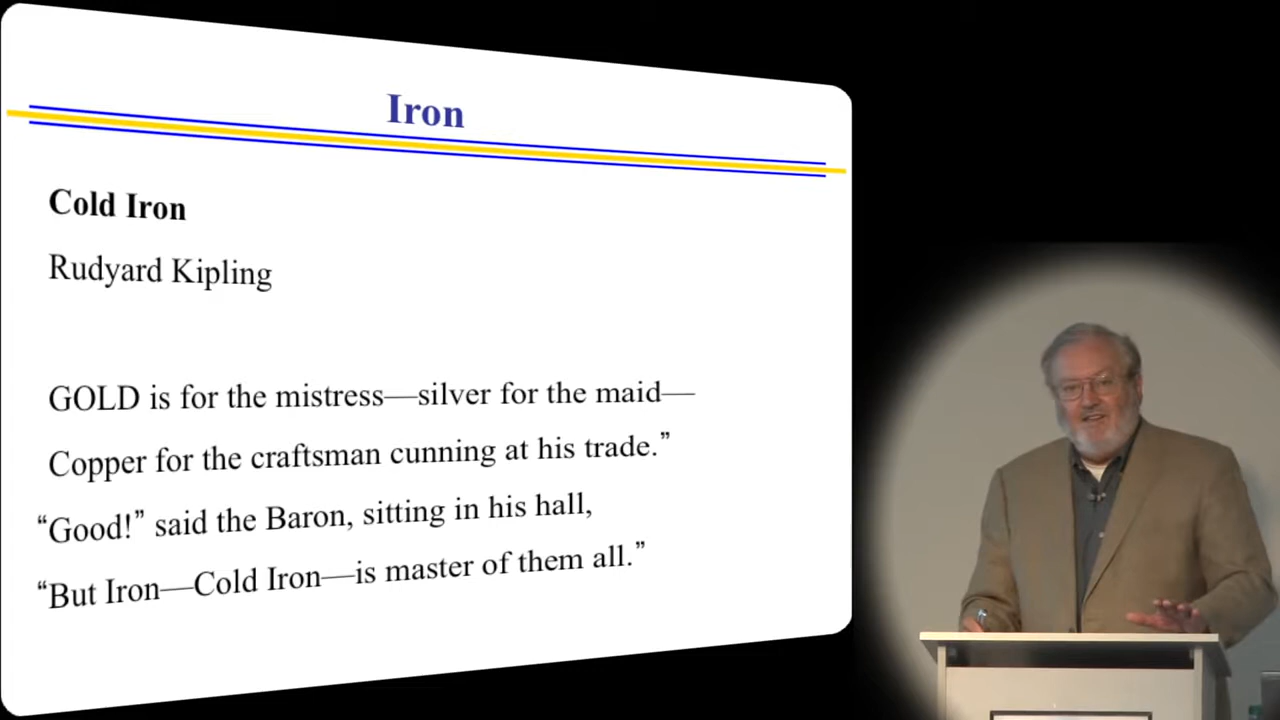 Iron
Cold Iron
Rudyard Kipling
GOLD is for the mistress—silver for the maid—
Copper for the craftsman cunning at his trade.”
“Good!” said the Baron, sitting in his hall,
“But Iron—Cold Iron—is master of them all.”